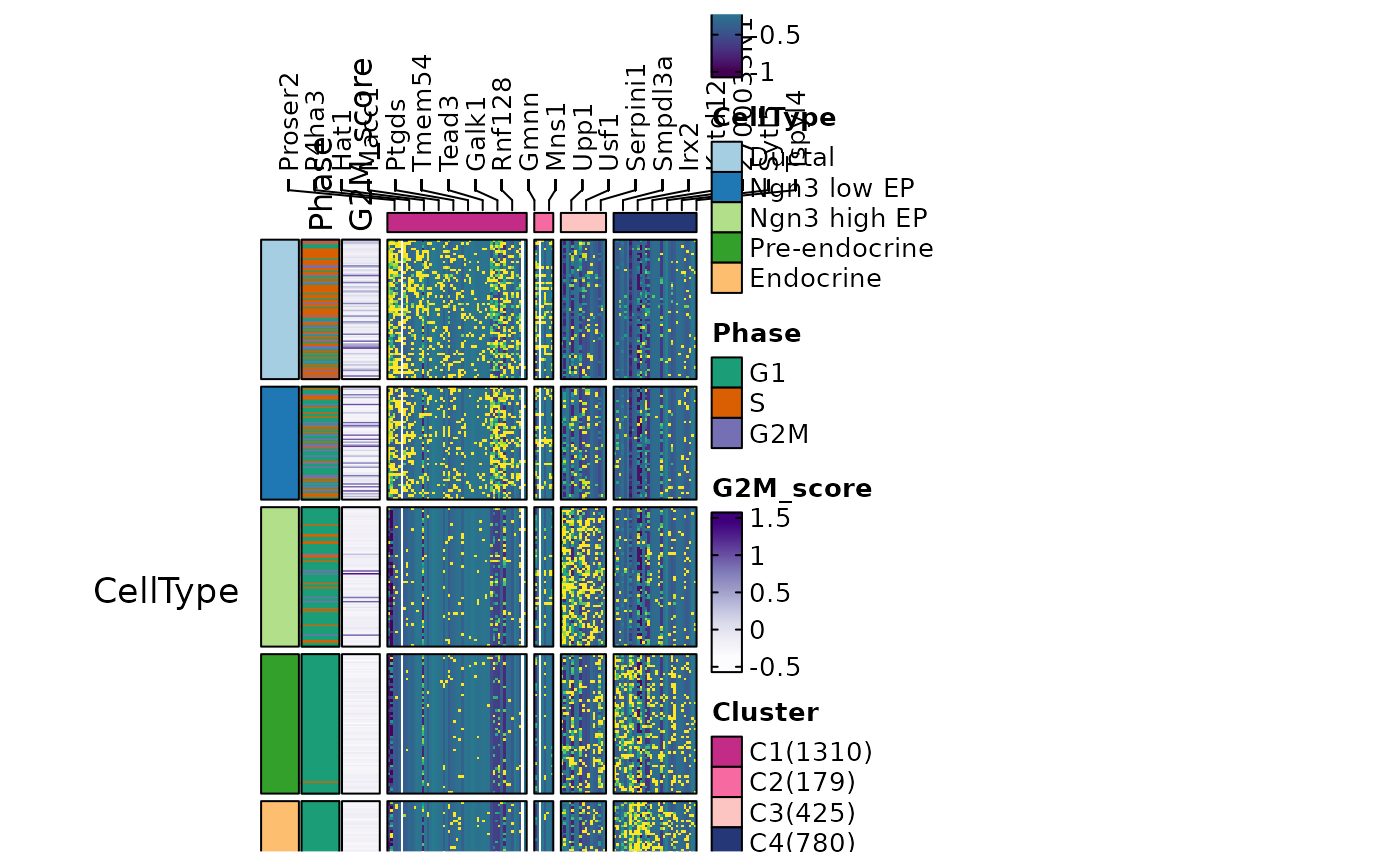 Proser2
P4ha3
Hat1
Ptgds
Tmem54
Tead3
Galk1
Rnf128
Gmnn
Mns1
Upp1
Usf1
Serpini1
Smpdl3a
Irx2
Phase
G2M_score
-0.5
-1
CellType
Ductal
Ngn3 low EP
Ngn3 high EP
Pre-endocrine
Endocrine
Phase
G1
S
G2M
G2M_score
1.5
1
0.5
0
-0.5
Cluster
C1(1310)
C2(179)
C3(425)
C4(780)
CellType